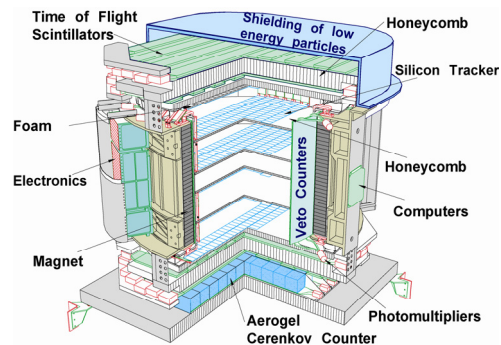 Time of Flight
Scintillators
Shielding of low
energy particles
Honeycomb
Silicon Tracker
Foam
Electronics
Magnet
Veto Counters
Honeycomb
Computers
Photomultipliers
Aerogel
Cerenkov Counter